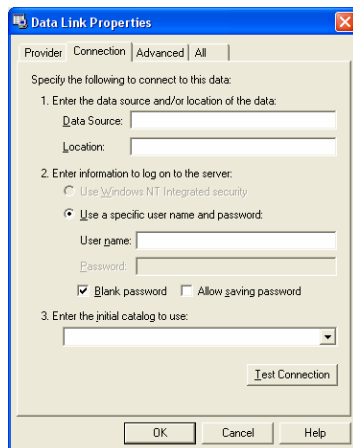 Data Link Properties
Provider Connection Advanced All
Specify the following to connect to this data:
1. Enter the data source and/or location of the data:
Data Source:
Location:
2. Enter information to log on to the server:
Use Windows NT Integrated security
Use a specific user name and password:
User name:
Password:
Blank password Allow saving password
3. Enter the initial catalog to use:
Test Connection
OK Cancel Help